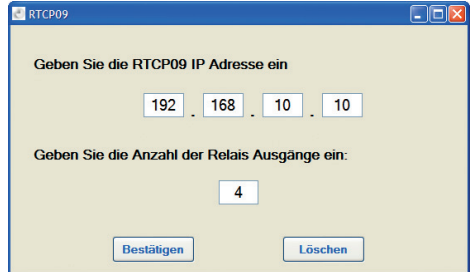 RTCP09
Geben Sie die RTCP09 IP Adresse ein
192 . 168 . 10 . 10
Geben Sie die Anzahl der Relais Ausgänge ein:
4
Bestätigen Löschen